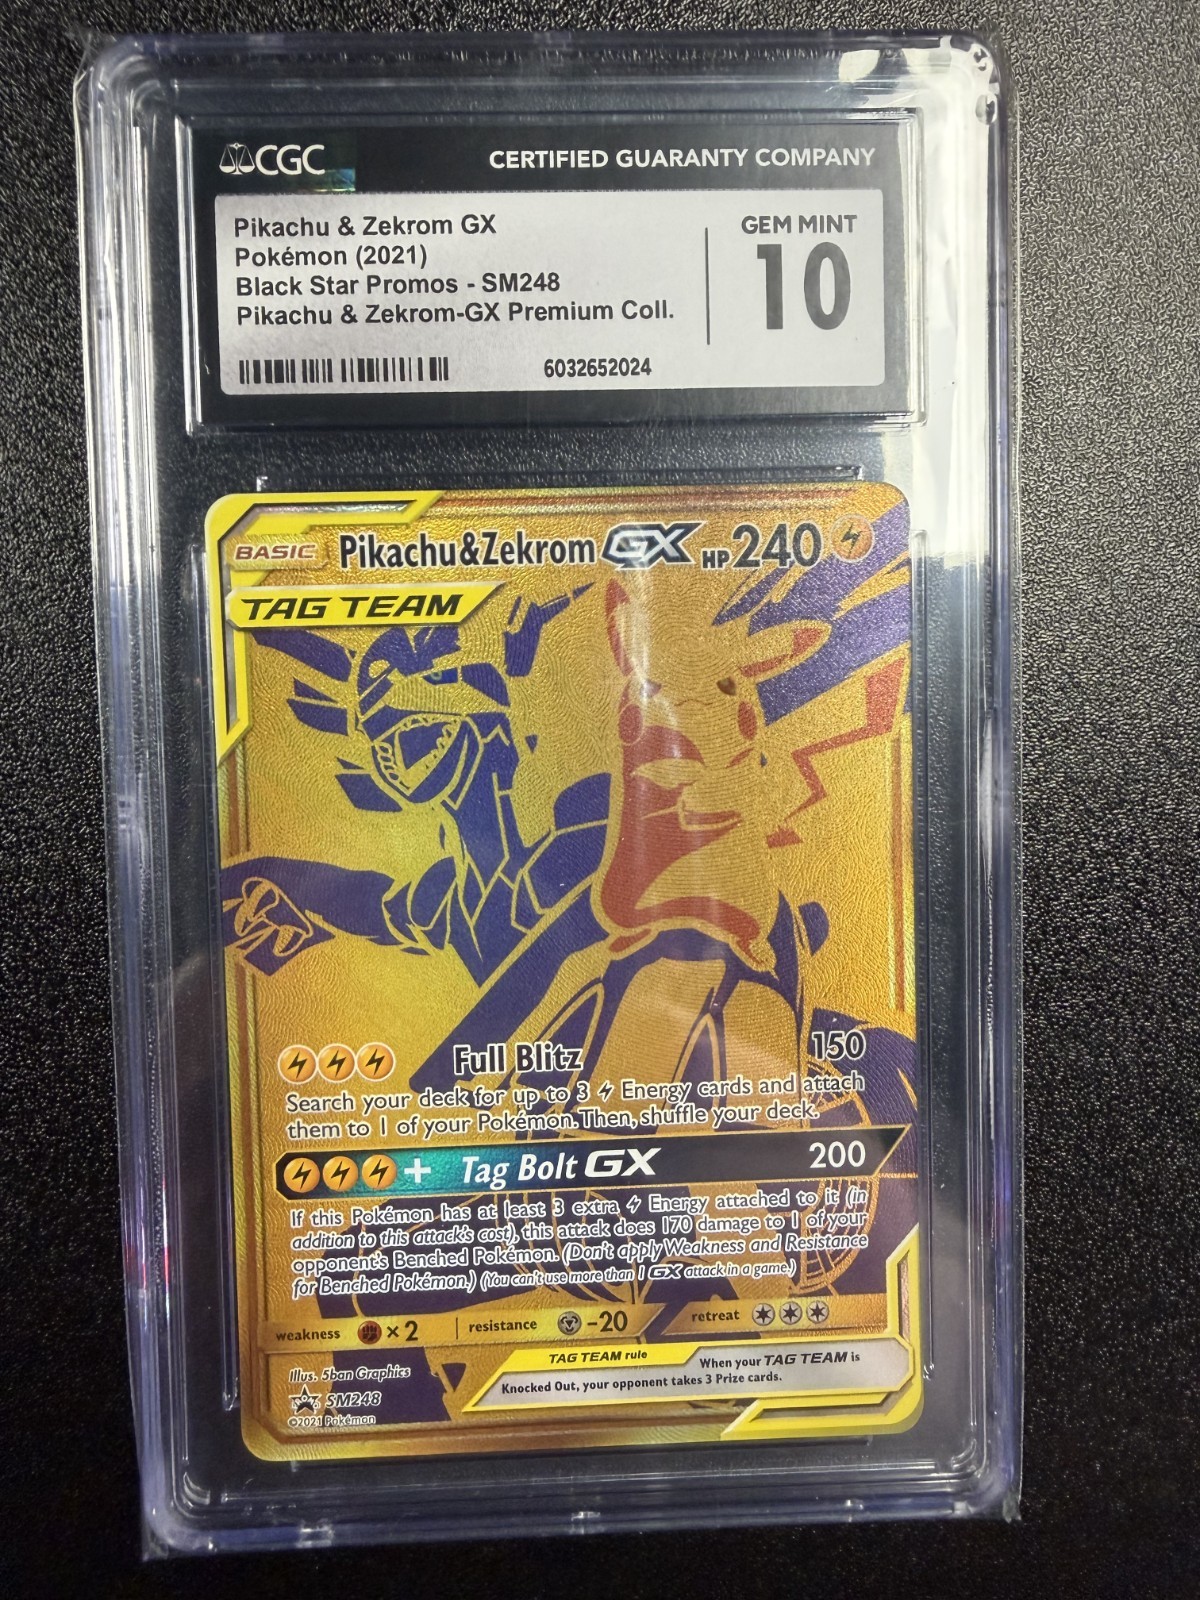 CGC CERTIFIED GUARANTY COMPANY
Pikachu & Zekrom GX
Pokémon (2021)
Black Star Promos - SM248
Pikachu & Zekrom-GX Premium Coll.
6032652024
GEM MINT
10
BASIC Pikachu&Zekrom GX HP 240
TAG TEAM
Full Blitz 150
Search your deck for up to 3 Energy cards and attach
them to 1 of your Pokémon. Then, shuffle your deck.
+ Tag Bolt GX 200
If this Pokémon has at least 3 extra Energy attached to it (in
addition to this attack's cost), this attack does 170 damage to 1 of your
opponent's Benched Pokémon. (Don't apply Weakness and Resistance
for Benched Pokémon.) (You can't use more than 1 GX attack in a game.)
weakness ×2 resistance -20 retreat
TAG TEAM rule When your TAG TEAM is
Knocked Out, your opponent takes 3 Prize cards.
Illus. 5ban Graphics
SM248
©2021 Pokémon